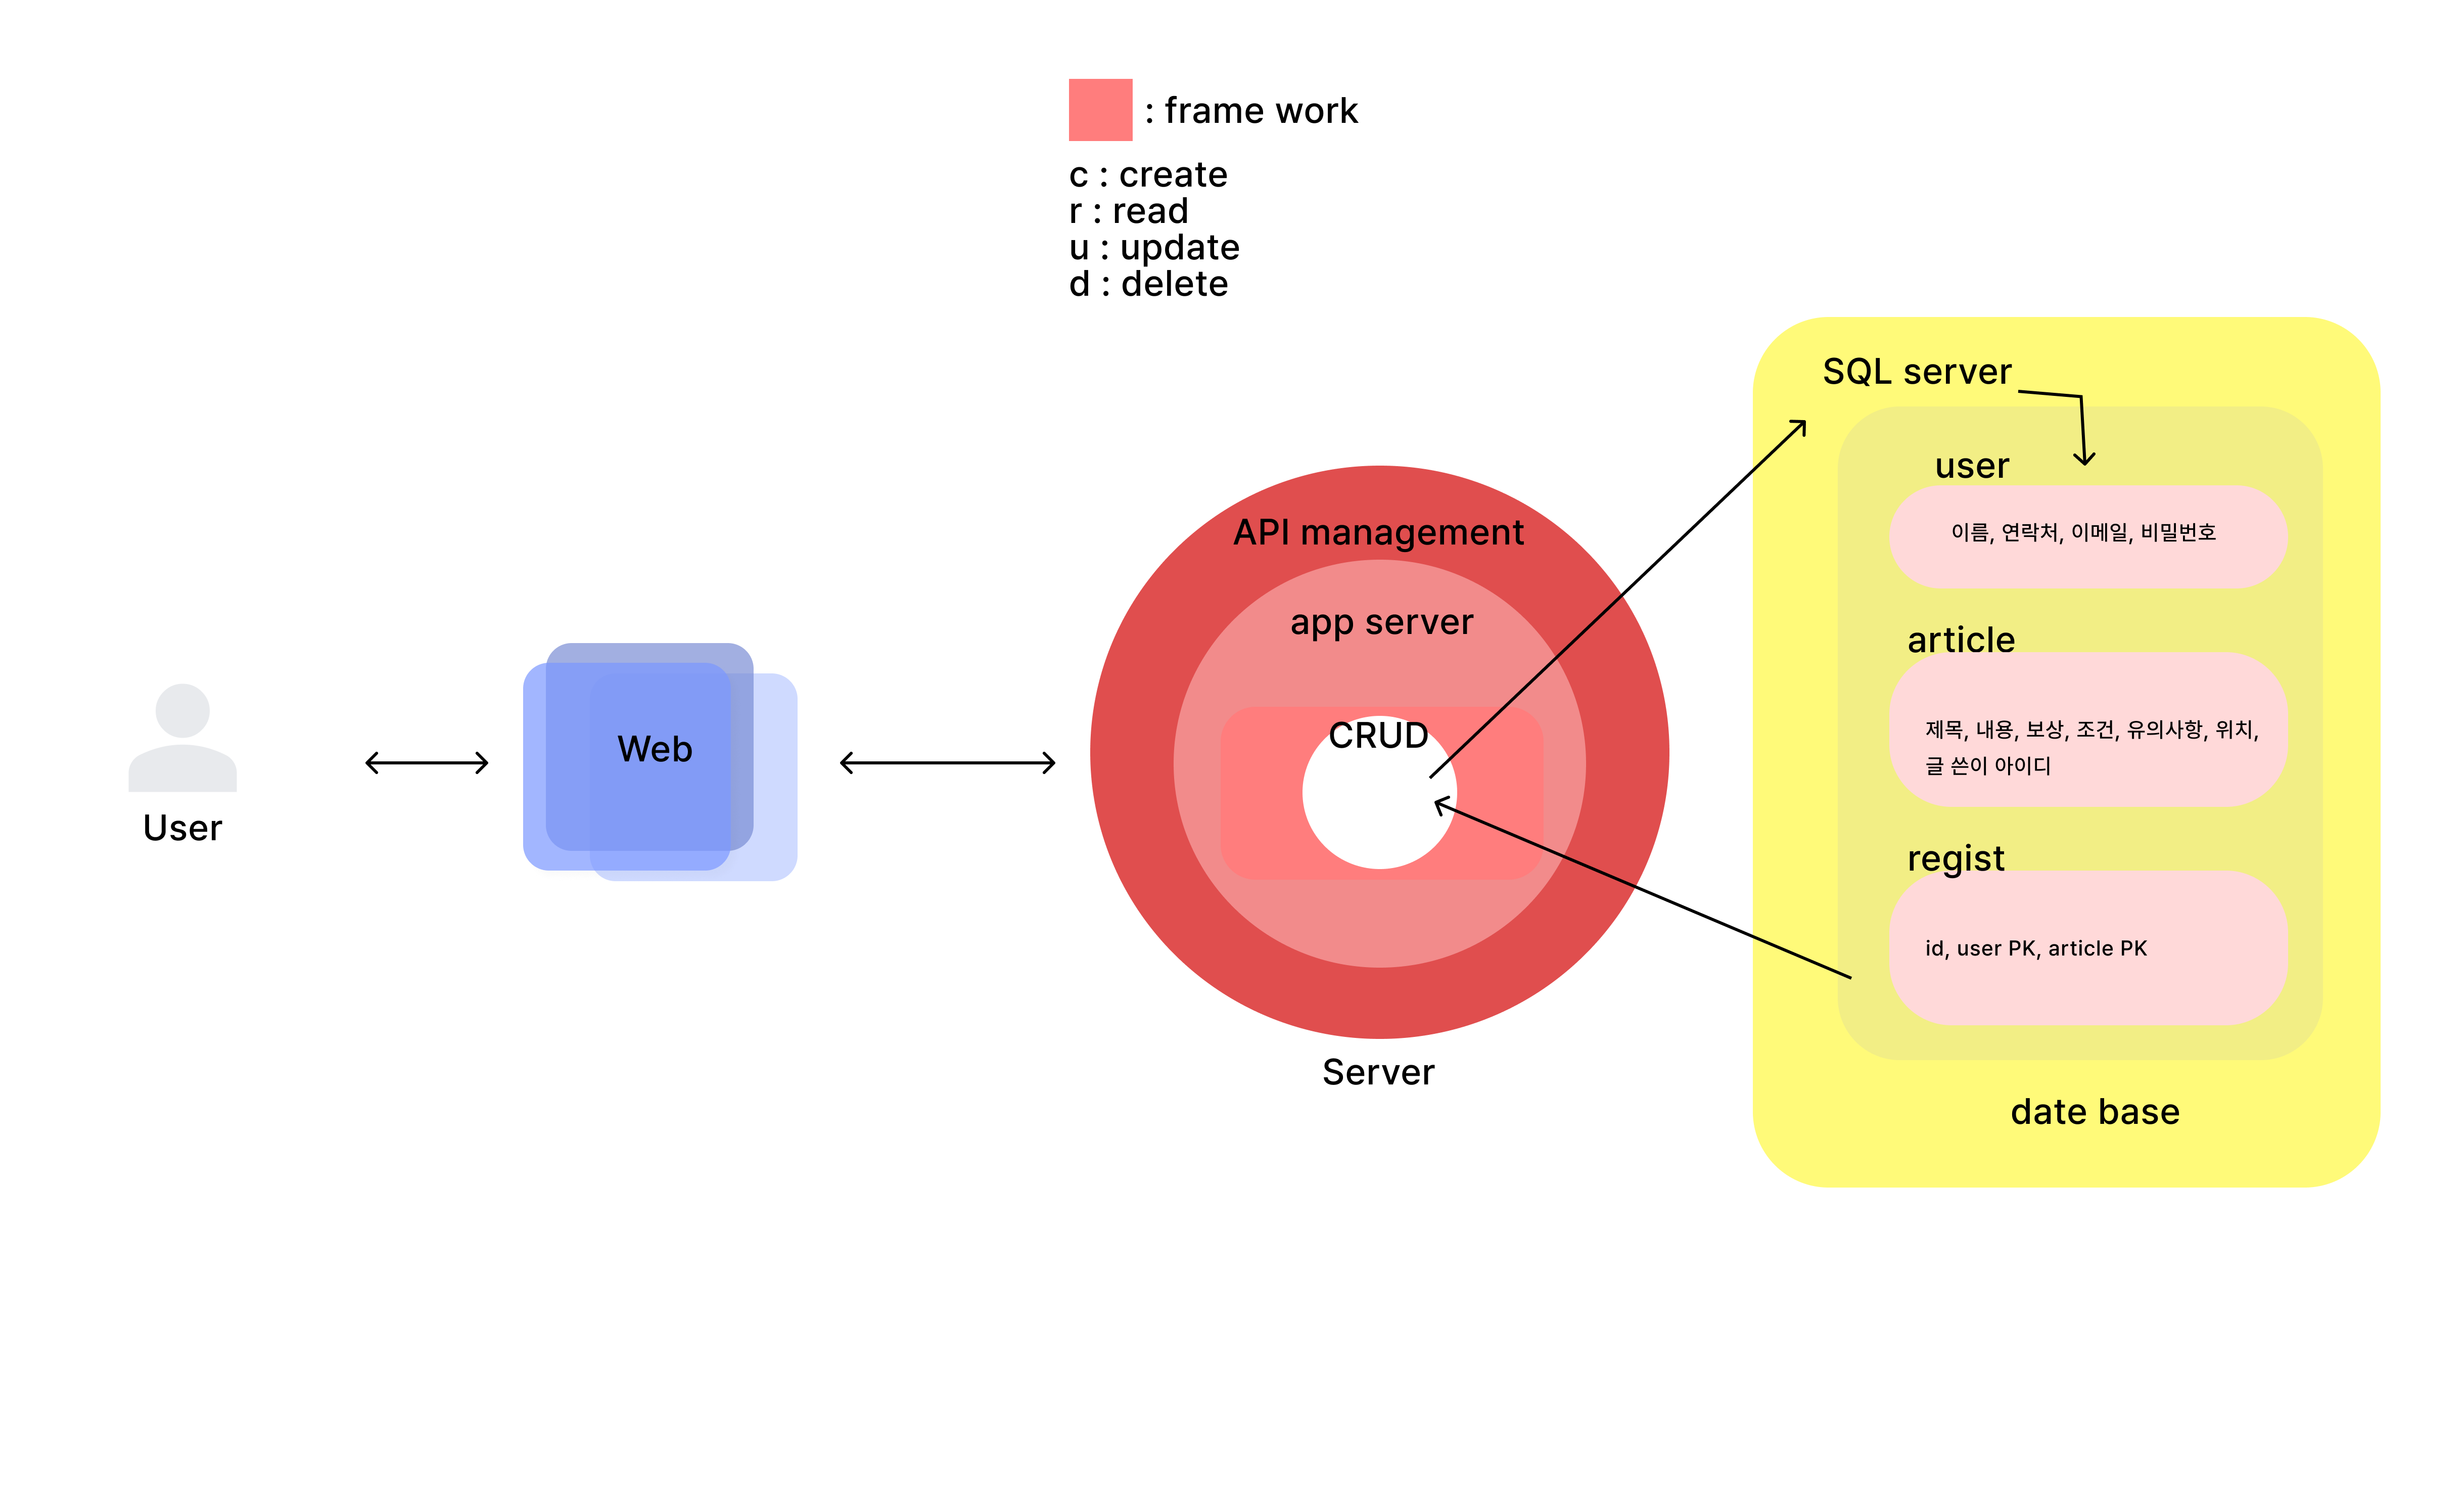 : frame work
c : create
r : read
u : update
d : delete
User
Web
API management
app server
CRUD
Server
SQL server
user
이름, 연락처, 이메일, 비밀번호
article
제목, 내용, 보상, 조건, 유의사항, 위치,
글 쓴이 아이디
regist
id, user PK, article PK
date base